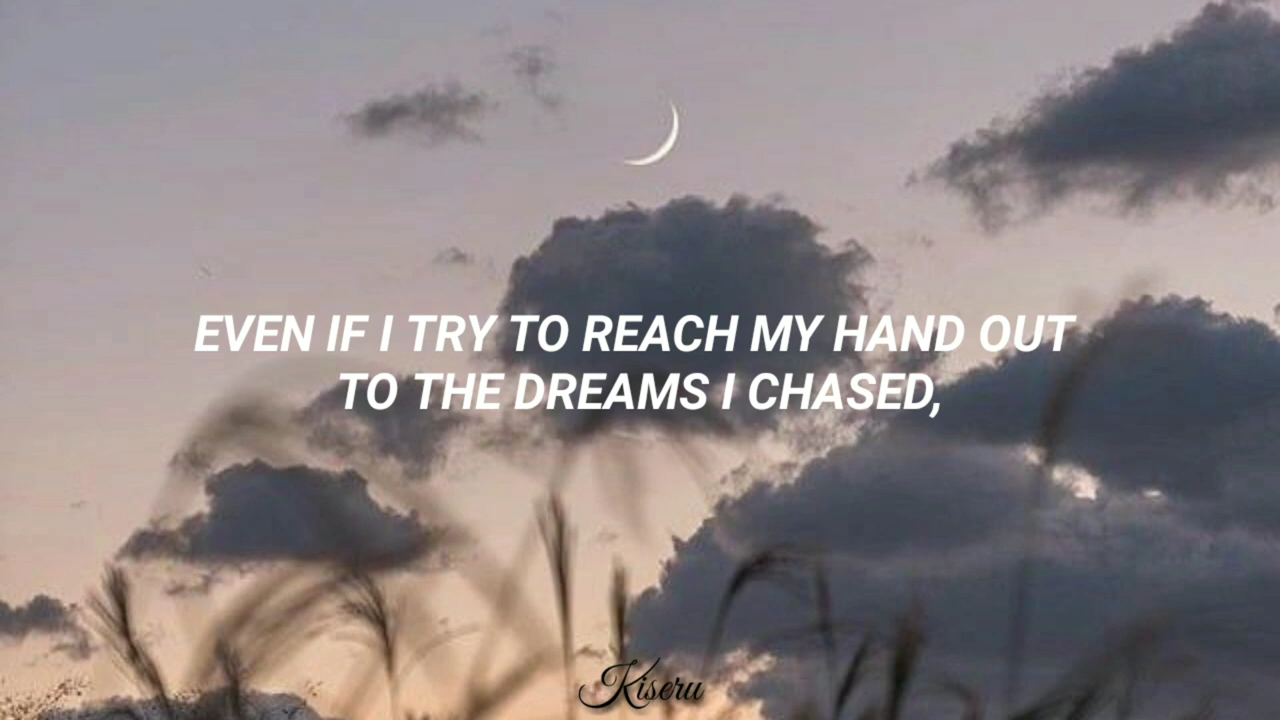 EVEN IF I TRY TO REACH MY HAND OUT
TO THE DREAMS I CHASED,
Kiseru